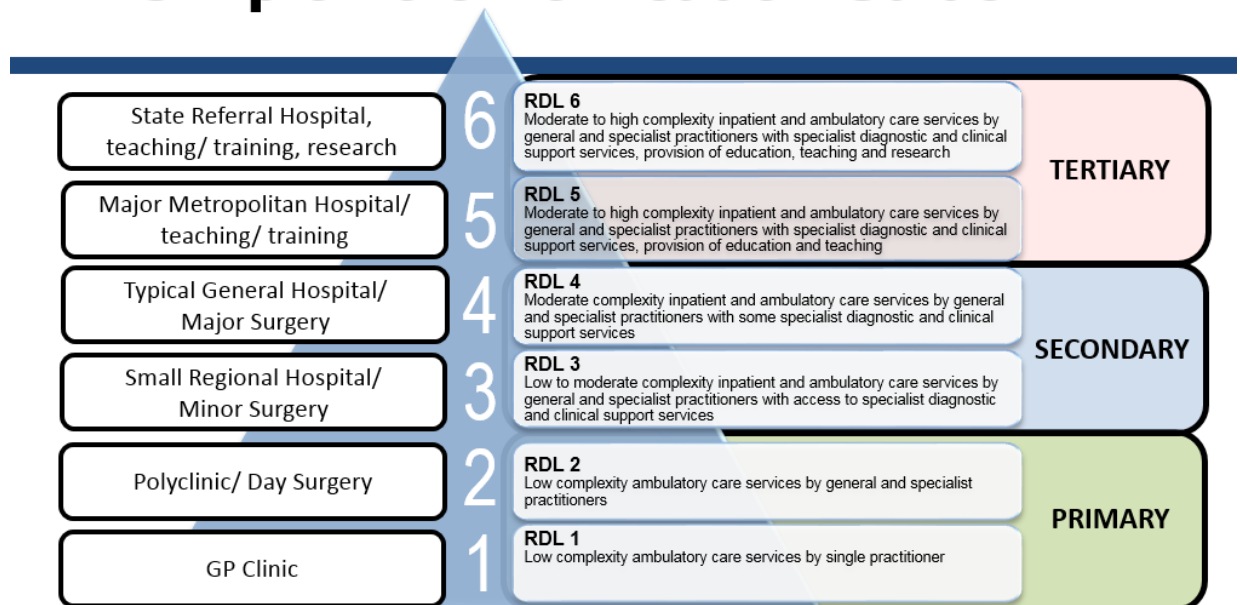 State Referral Hospital,
teaching/ training, research
6
RDL 6
Moderate to high complexity inpatient and ambulatory care services by
general and specialist practitioners with specialist diagnostic and clinical
support services, provision of education, teaching and research
TERTIARY
Major Metropolitan Hospital/
teaching/ training
5
RDL 5
Moderate to high complexity inpatient and ambulatory care services by
general and specialist practitioners with specialist diagnostic and clinical
support services, provision of education and teaching
Typical General Hospital/
Major Surgery
4
RDL 4
Moderate complexity inpatient and ambulatory care services by general
and specialist practitioners with some specialist diagnostic and clinical
support services
SECONDARY
Small Regional Hospital/
Minor Surgery
3
RDL 3
Low to moderate complexity inpatient and ambulatory care services by
general and specialist practitioners with access to specialist diagnostic
and clinical support services
Polyclinic/ Day Surgery
2
RDL 2
Low complexity ambulatory care services by general and specialist
practitioners
PRIMARY
GP Clinic
1
RDL 1
Low complexity ambulatory care services by single practitioner